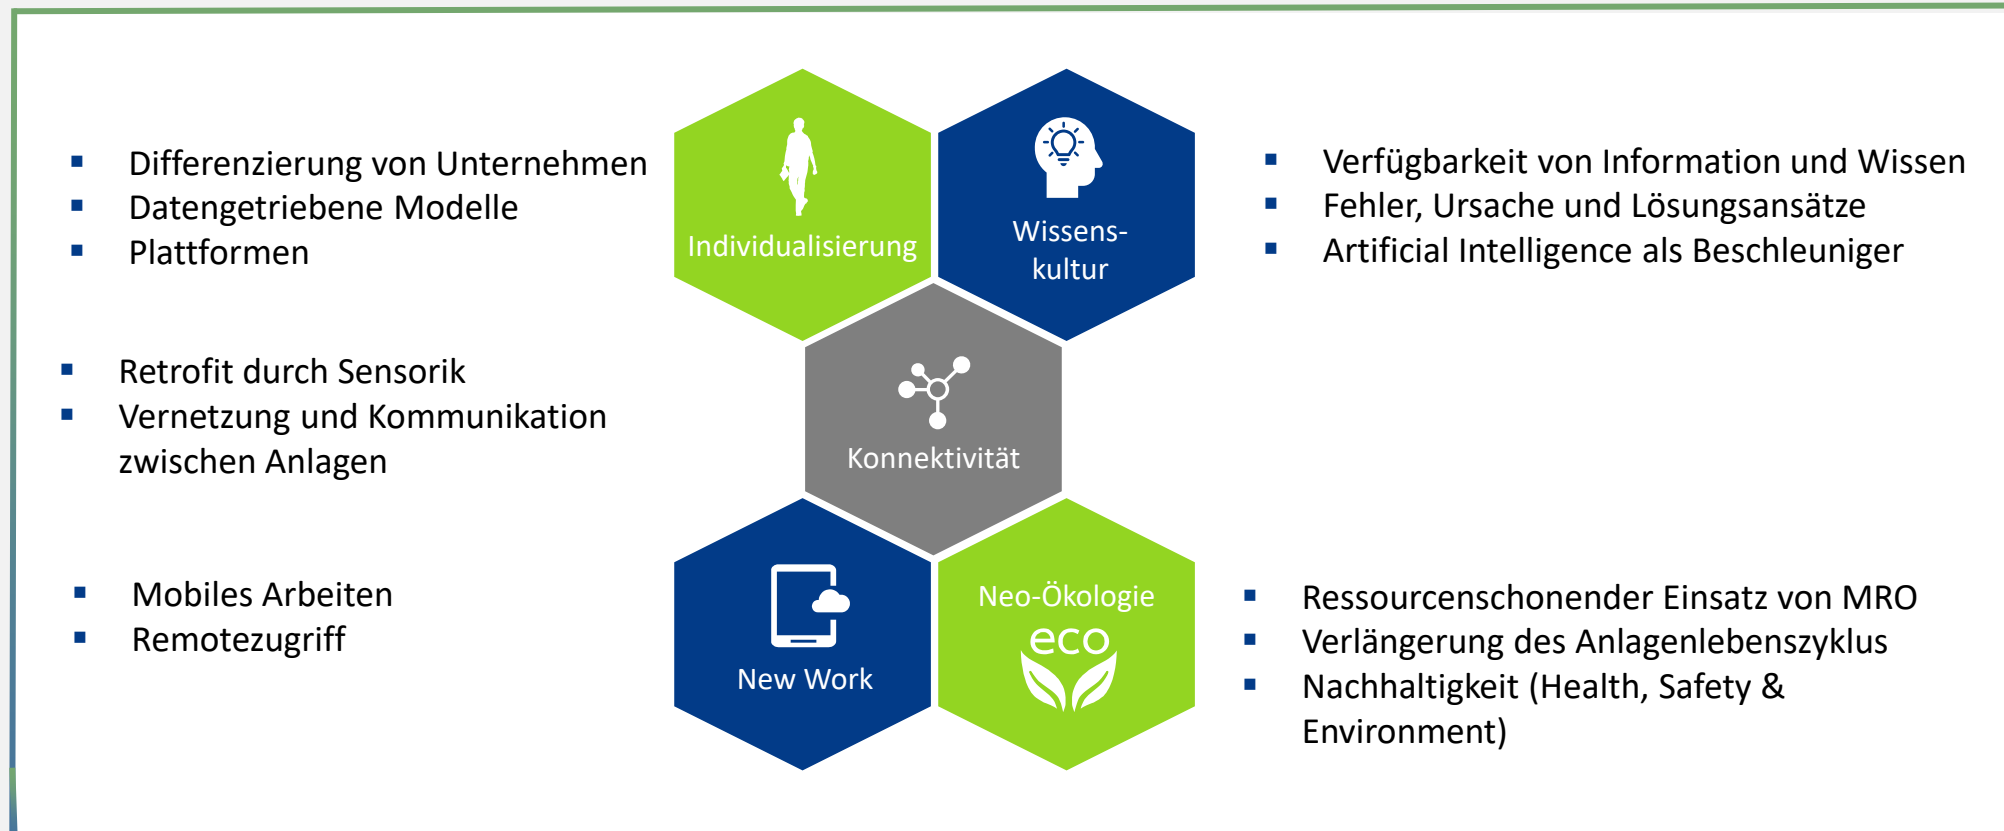 Differenzierung von Unternehmen
Datengetriebene Modelle
Plattformen
Individualisierung
Wissens-
kultur
Verfügbarkeit von Information und Wissen
Fehler, Ursache und Lösungsansätze
Artificial Intelligence als Beschleuniger
Retrofit durch Sensorik
Vernetzung und Kommunikation
zwischen Anlagen
Konnektivität
Mobiles Arbeiten
Remotezugriff
New Work
Neo-Ökologie
eco
Ressourcenschonender Einsatz von MRO
Verlängerung des Anlagenlebenszyklus
Nachhaltigkeit (Health, Safety &
Environment)